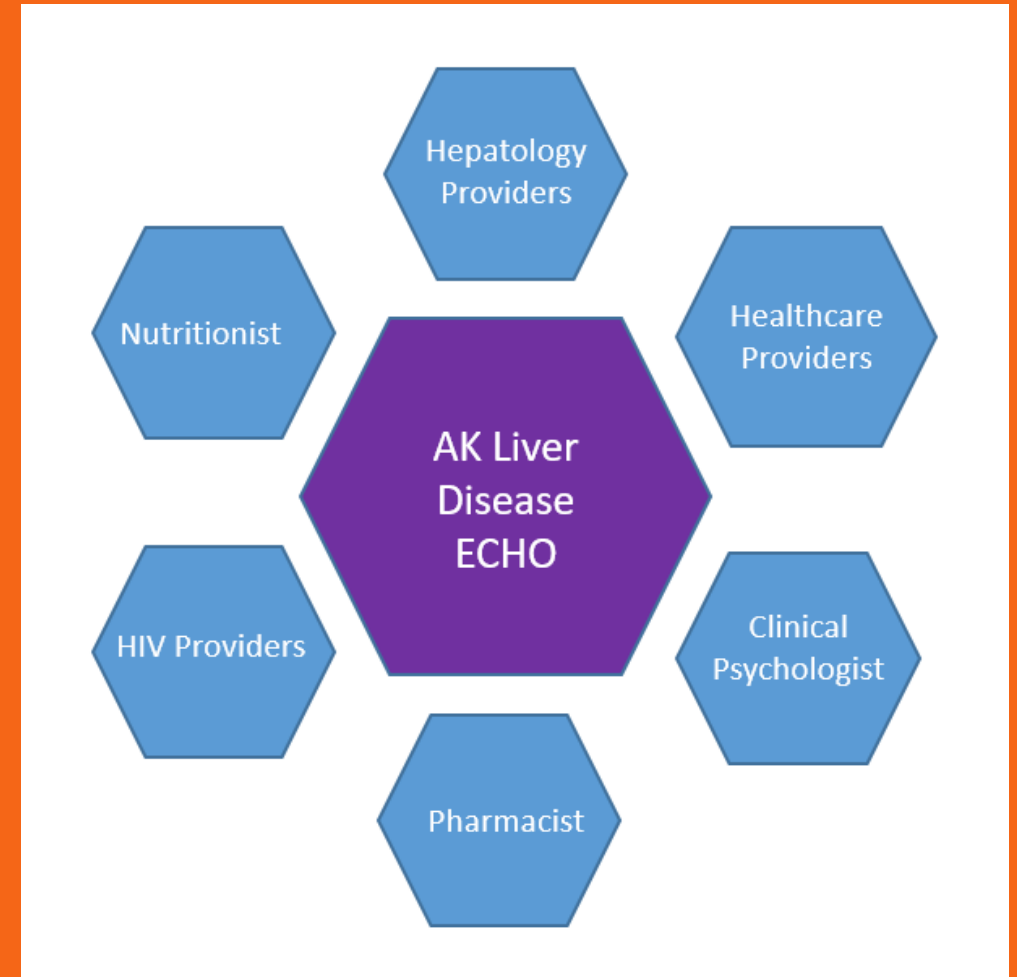 Hepatology
Providers
Nutritionist
Healthcare
Providers
AK Liver
Disease
ECHO
HIV Providers
Clinical
Psychologist
Pharmacist